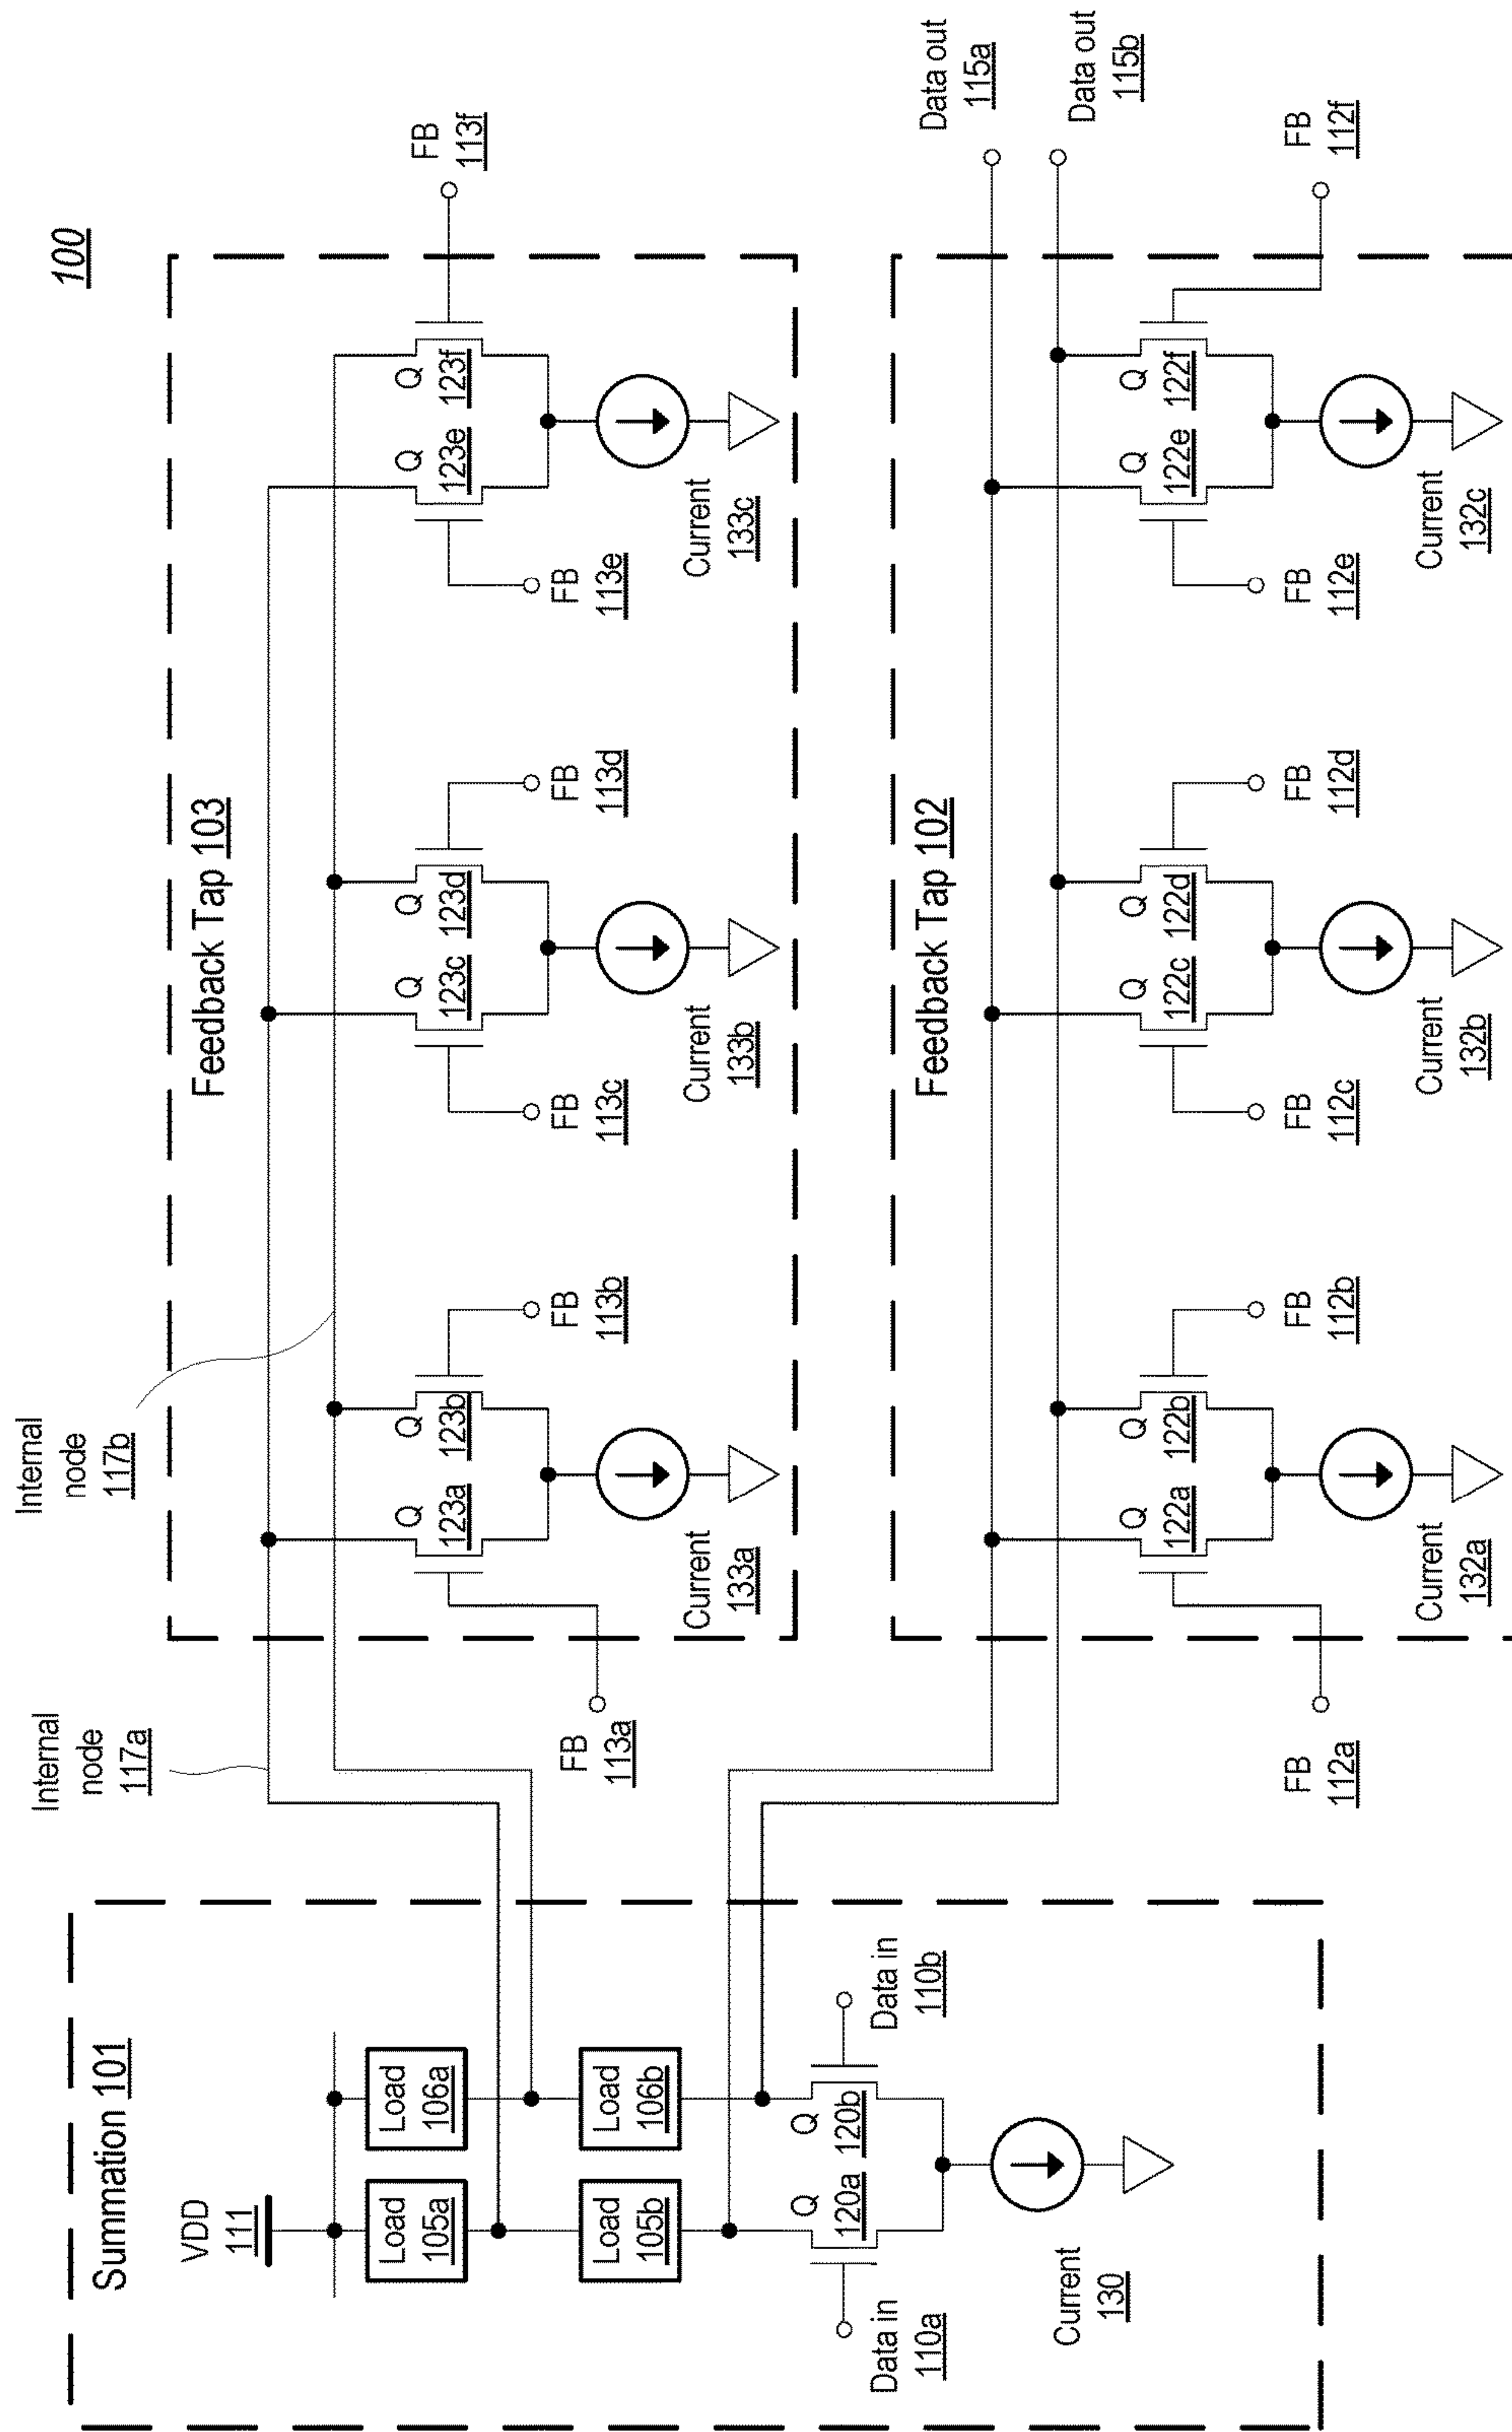 100
Summation 101
VDD
111
Load
105a
Load
106a
Load
105b
Load
106b
Q
120a
Q
120b
Data in
110a
Data in
110b
Current
130
Internal
node
117a
Internal
node
117b
Feedback Tap 103
Q
123a
Q
123b
Q
123c
Q
123d
Q
123e
Q
123f
FB
113a
FB
113b
FB
113c
FB
113d
FB
113e
FB
113f
Current
133a
Current
133b
Current
133c
Feedback Tap 102
Data out
115a
Data out
115b
Q
122a
Q
122b
Q
122c
Q
122d
Q
122e
Q
122f
FB
112a
FB
112b
FB
112c
FB
112d
FB
112e
FB
112f
Current
132a
Current
132b
Current
132c